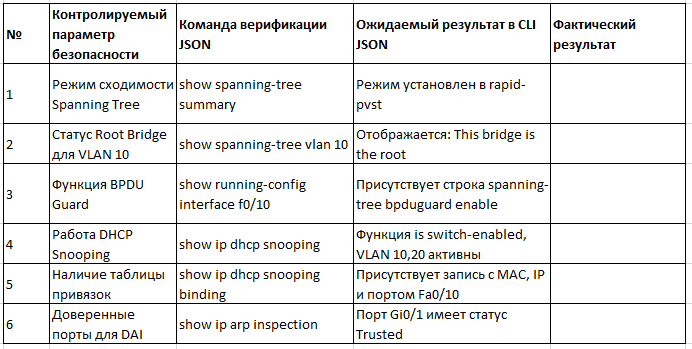 №
Контролируемый
параметр
безопасности
Команда верификации
JSON
Ожидаемый результат в CLI
JSON
Фактический
результат
1
Режим сходимости
Spanning Tree
show spanning-tree
summary
Режим установлен в rapid-
pvst
2
Статус Root Bridge
для VLAN 10
show spanning-tree vlan 10
Отображается: This bridge is
the root
3
Функция BPDU
Guard
show running-config
interface f0/10
Присутствует строка spanning-
tree bpduguard enable
4
Работа DHCP
Snooping
show ip dhcp snooping
Функция is switch-enabled,
VLAN 10,20 активны
5
Наличие таблицы
привязок
show ip dhcp snooping
binding
Присутствует запись с MAC, IP
и портом Fa0/10
6
Доверенные
порты для DAI
show ip arp inspection
Порт Gi0/1 имеет статус
Trusted